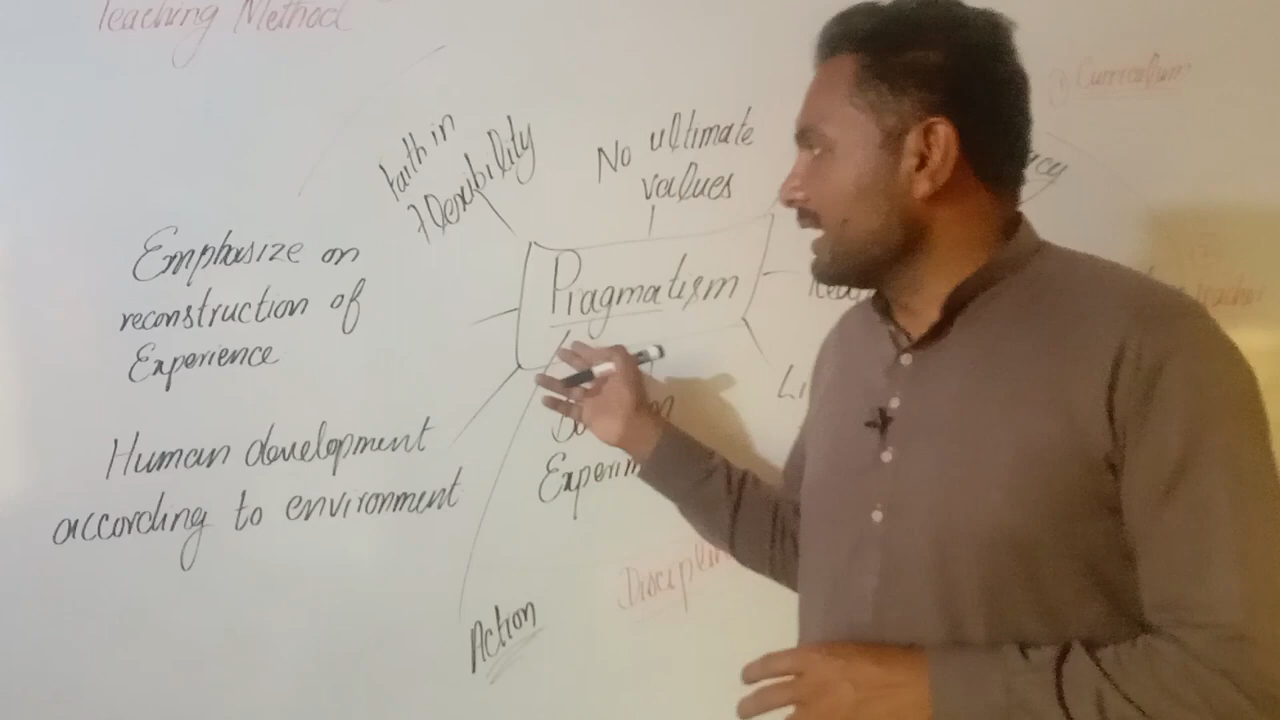 Teaching Method
Curriculum
Faith in
Flexibility
No ultimate
values
Pragmatism
Emphasize on
reconstruction of
Experience
Human development
according to environment
Action